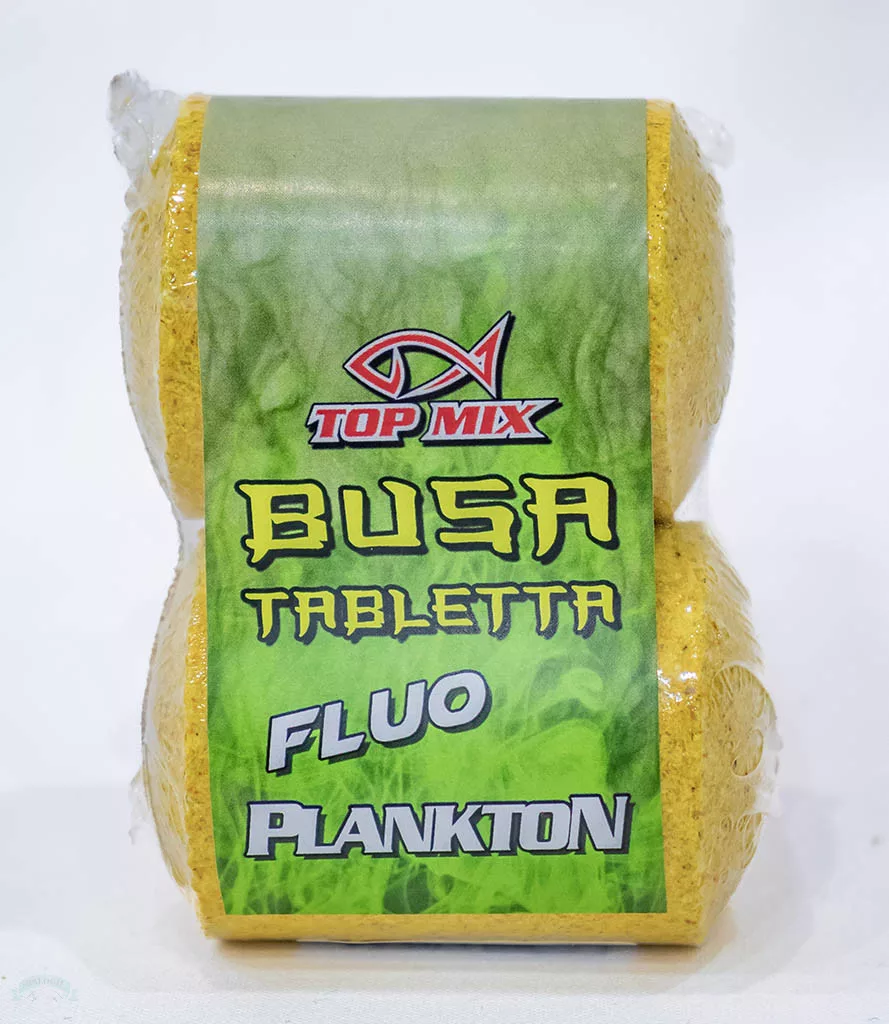 TOP MIX
BUSA
TABLETTA
FLUO
PLANKTON